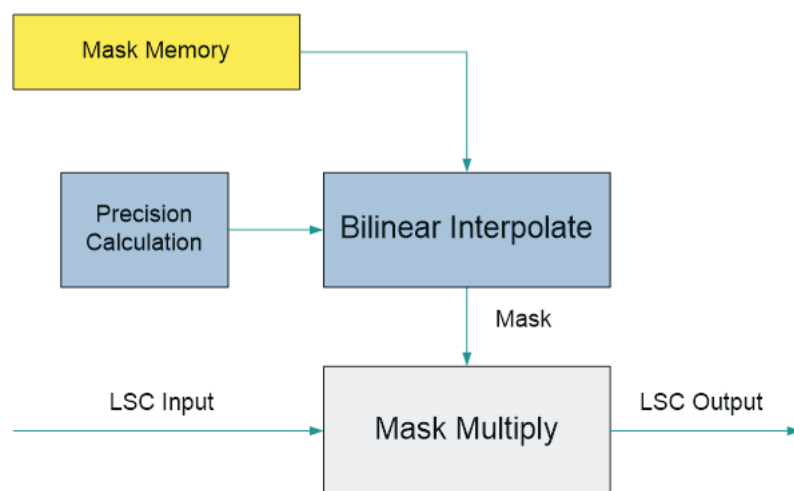 Mask Memory
Precision
Calculation
Bilinear Interpolate
Mask
LSC Input
Mask Multiply
LSC Output